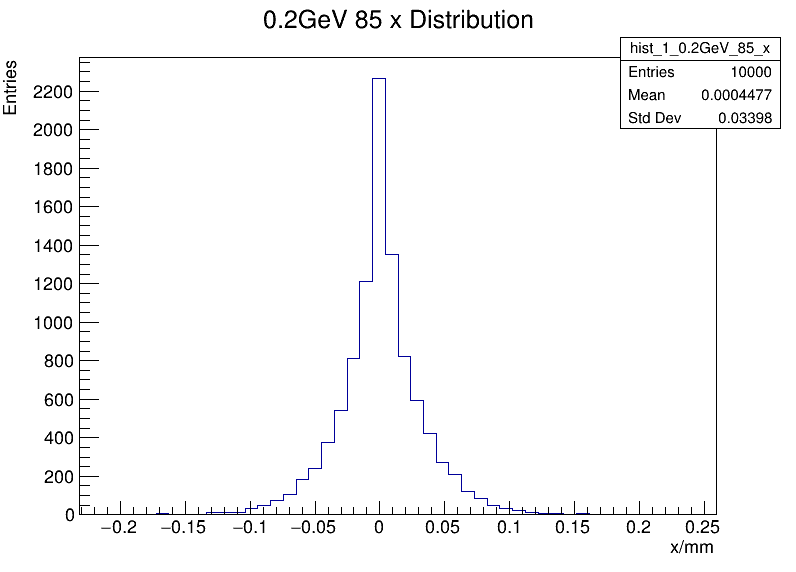 0.2GeV 85 x Distribution
hist_1_0.2GeV_85_x
Entries 10000
Mean 0.0004477
Std Dev 0.03398
Entries
2200
2000
1800
1600
1400
1200
1000
800
600
400
200
0
−0.2 −0.15 −0.1 −0.05 0 0.05 0.1 0.15 0.2 0.25
x/mm